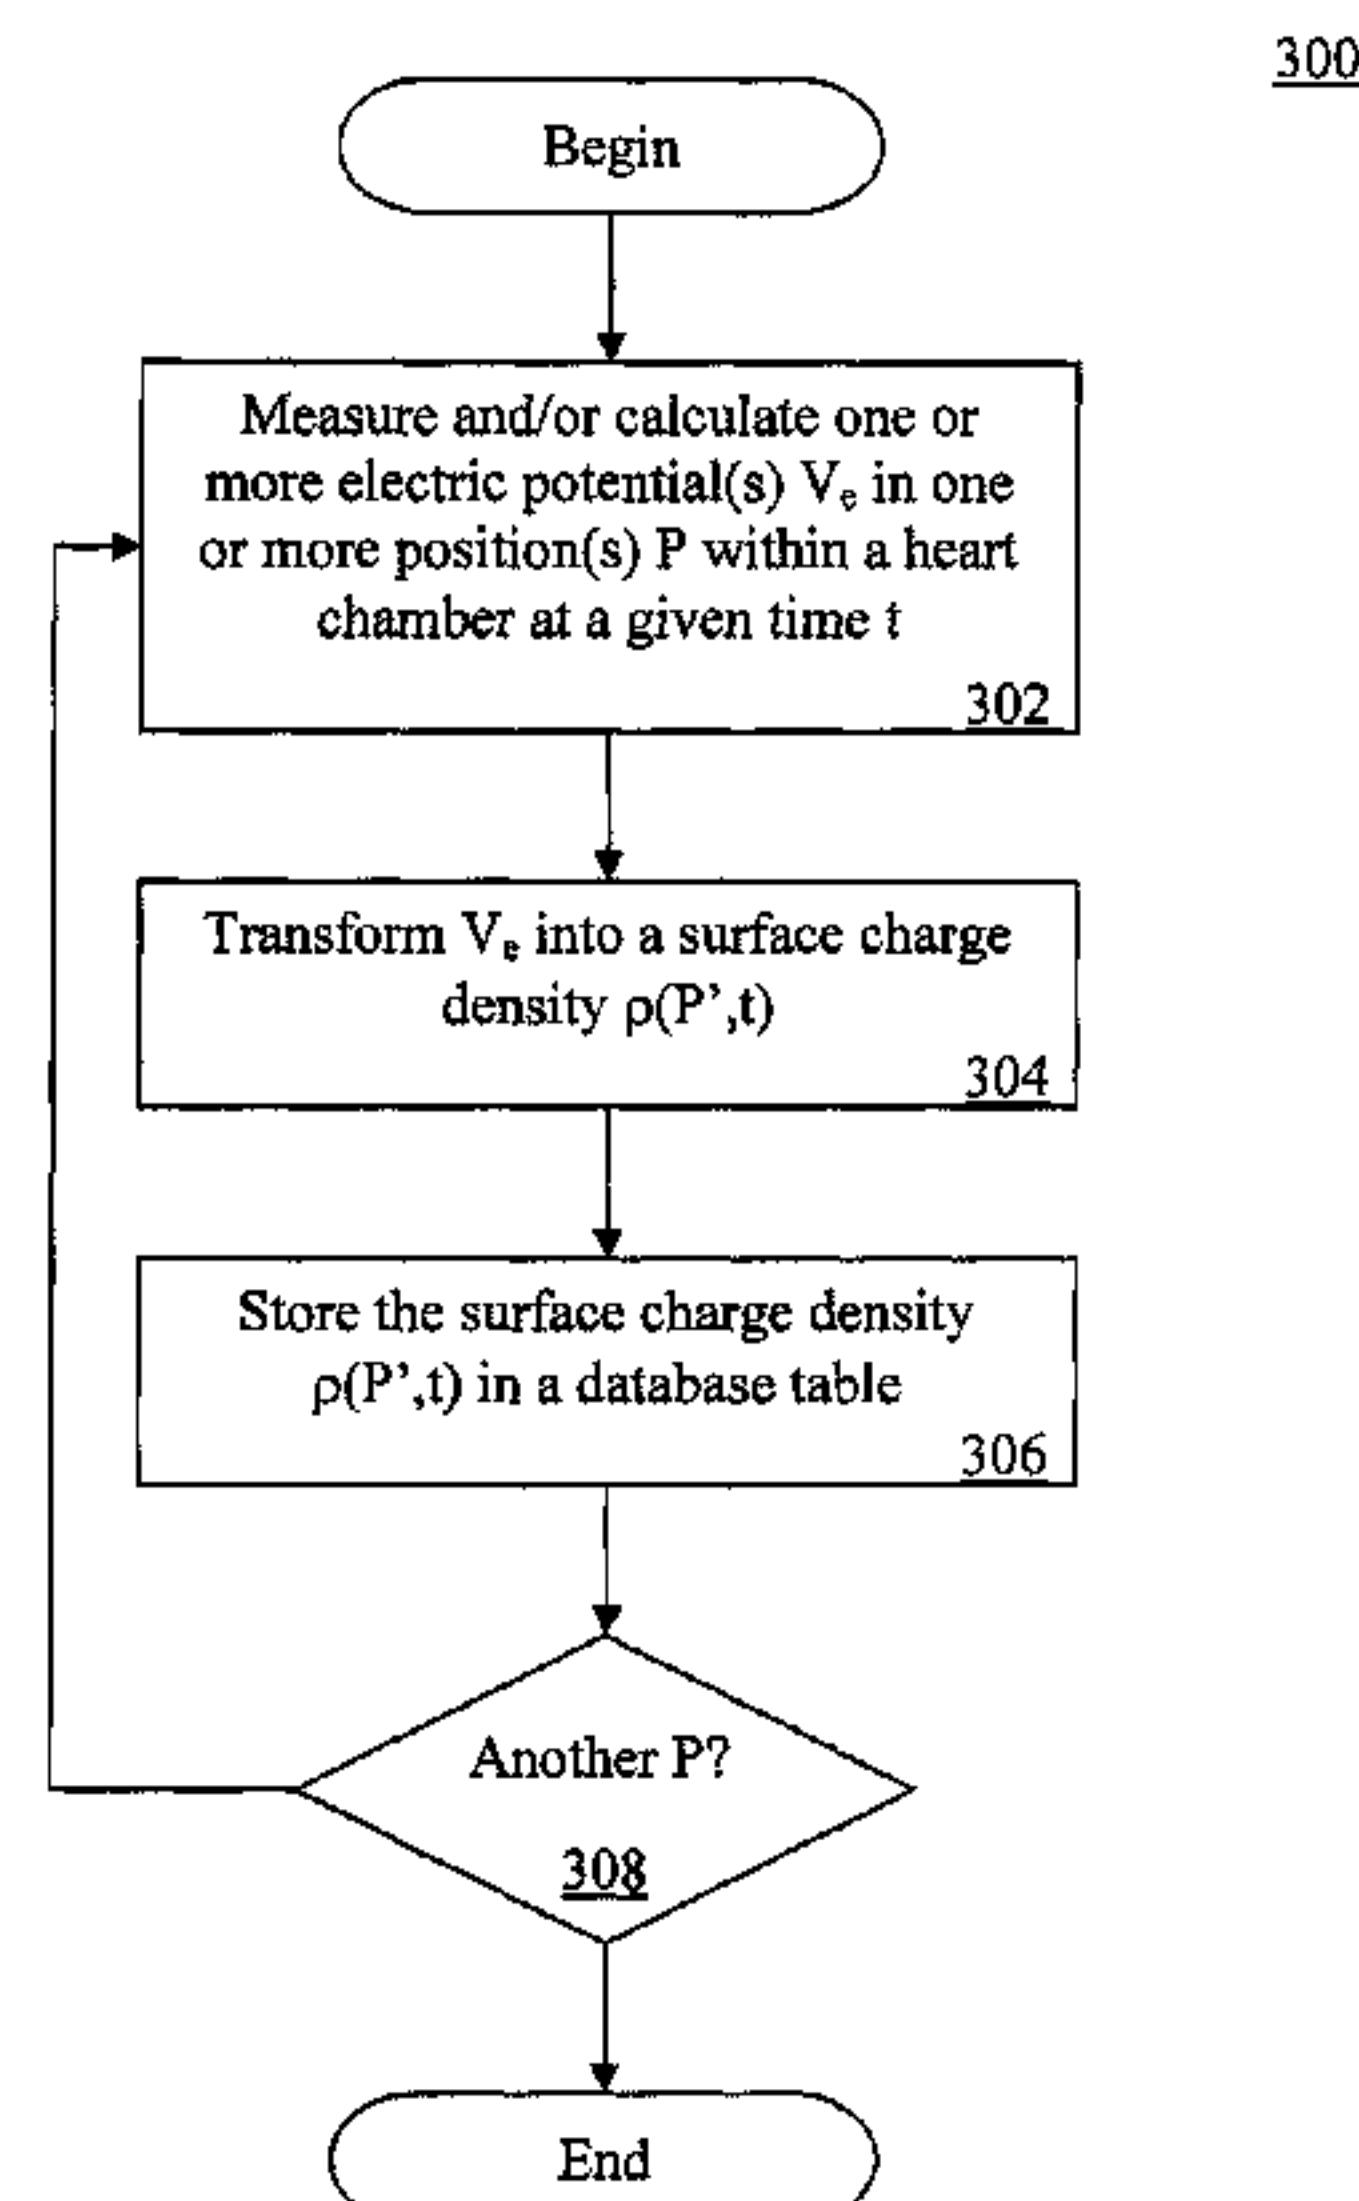 300
Begin
Measure and/or calculate one or
more electric potential(s) Vₑ in one
or more position(s) P within a heart
chamber at a given time t
302
Transform Vₑ into a surface charge
density ρ(P’,t)
304
Store the surface charge density
ρ(P’,t) in a database table
306
Another P?
308
End